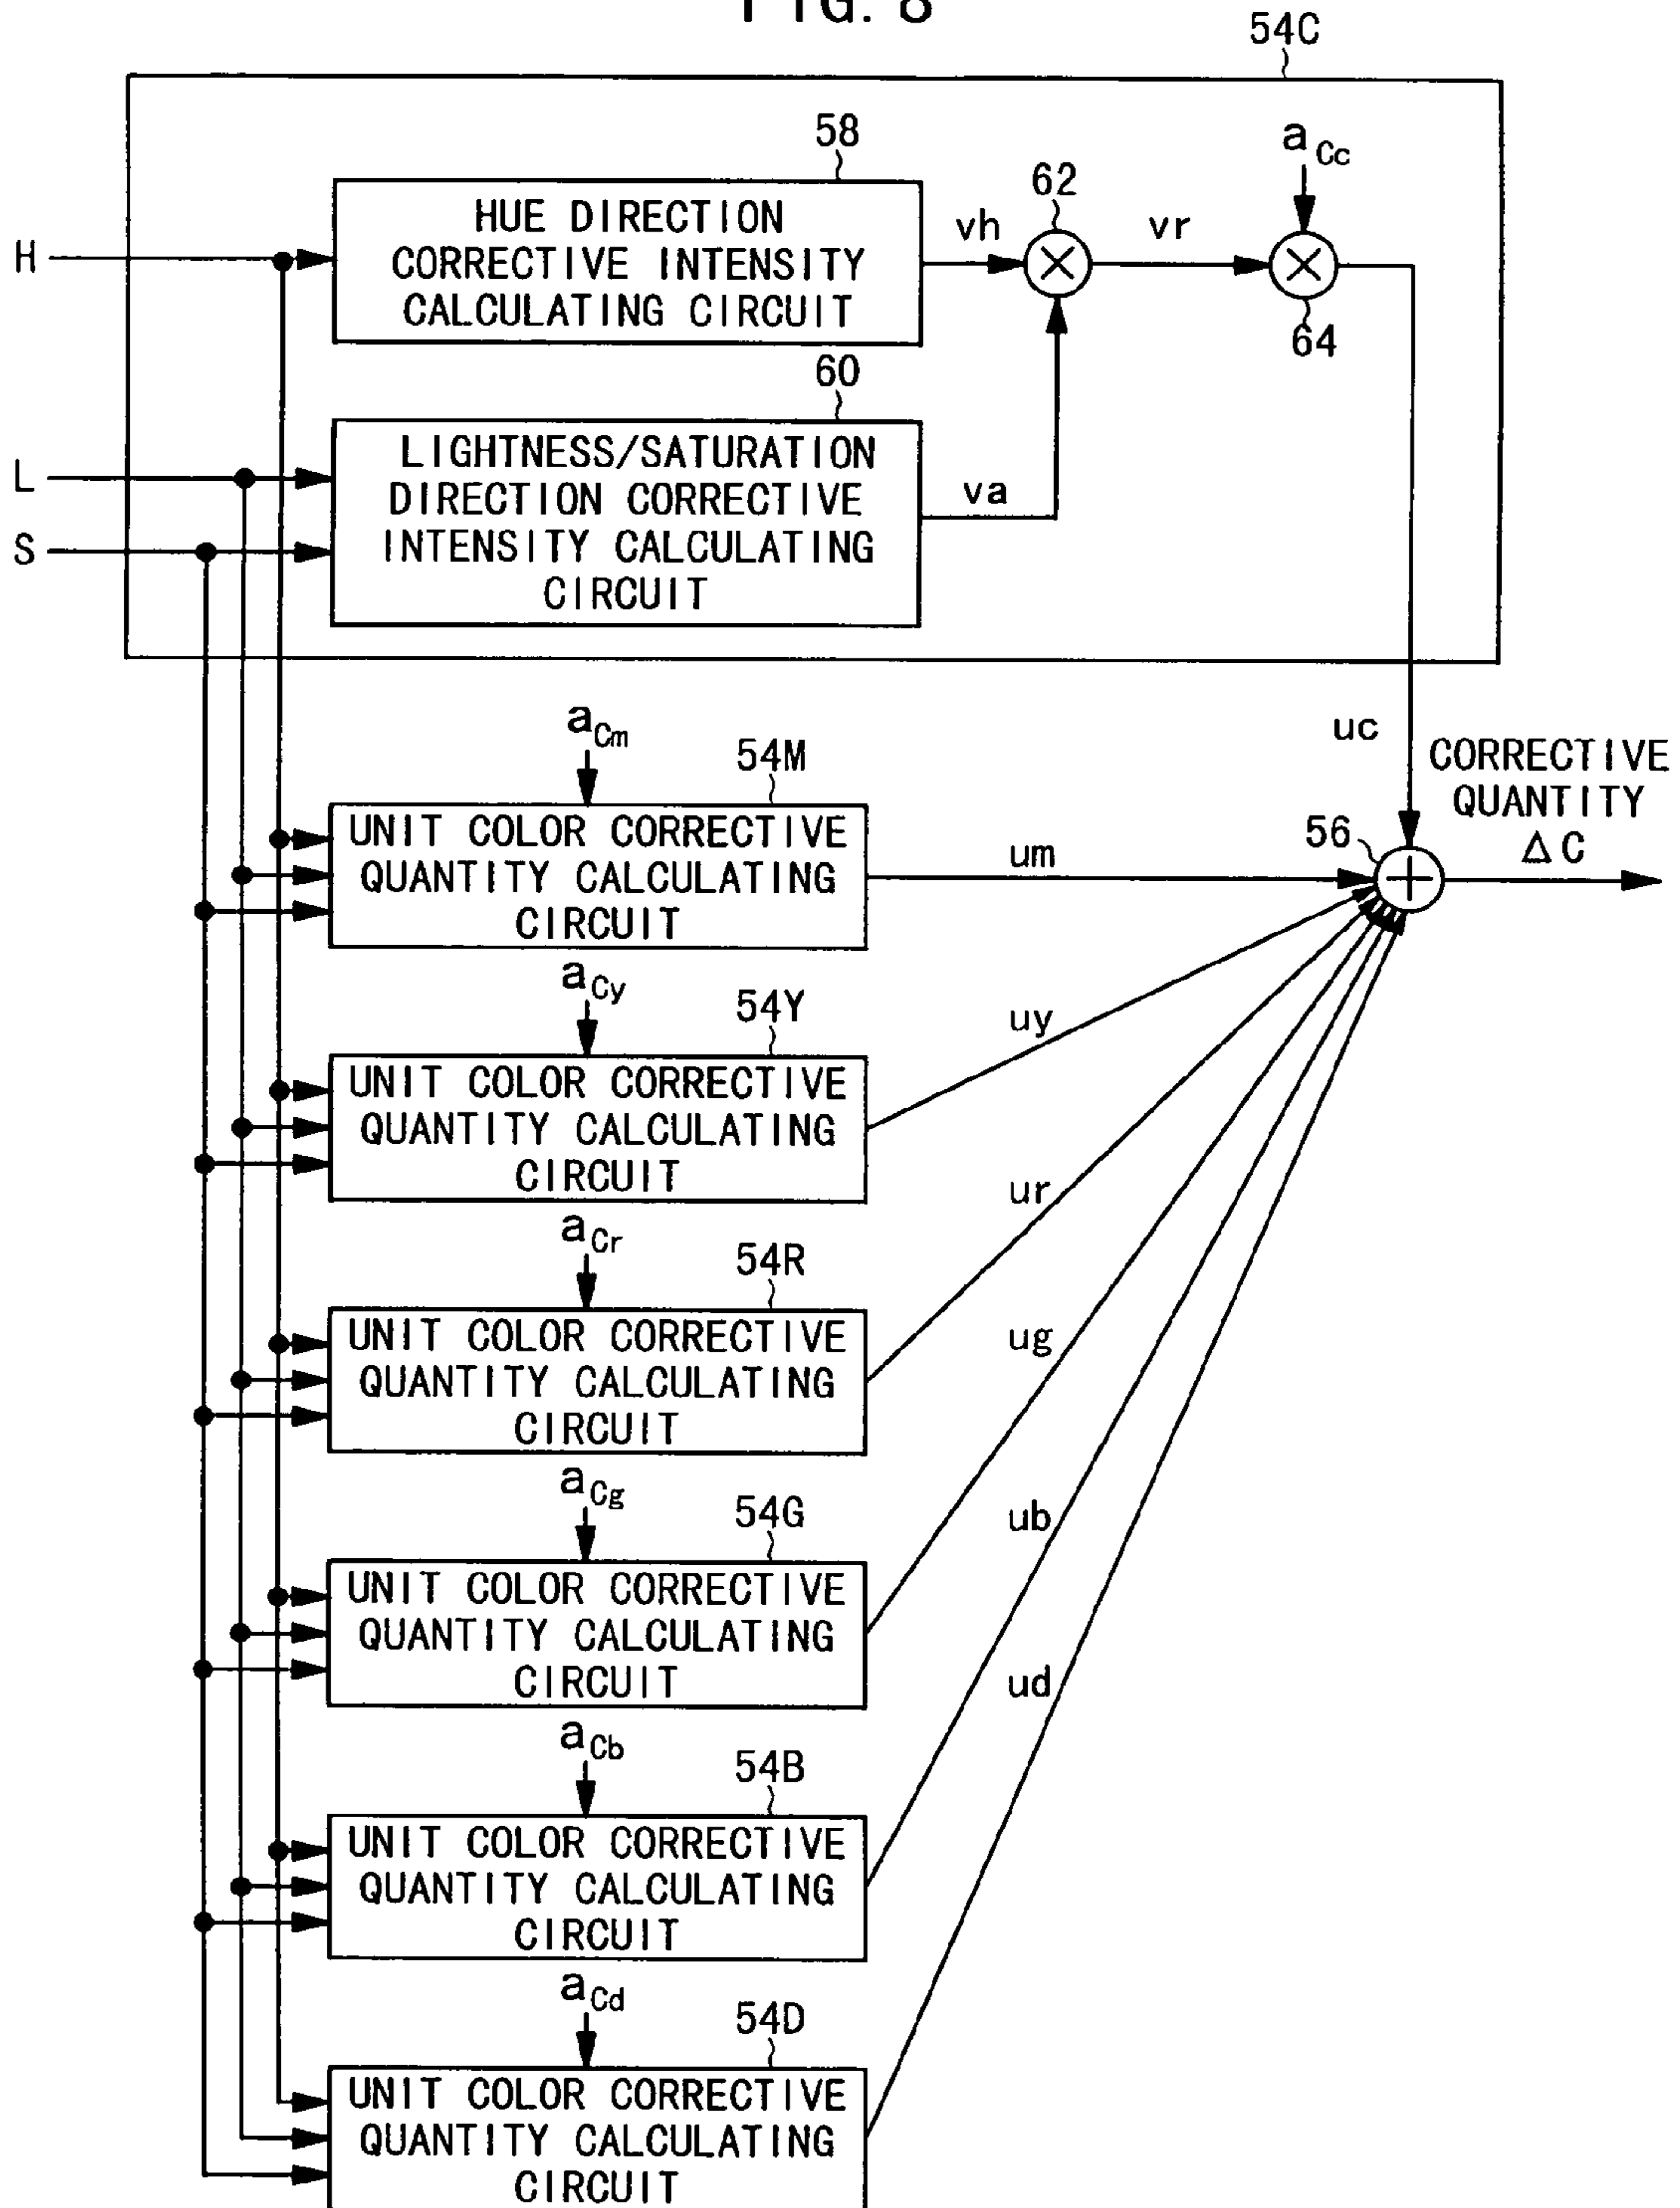 FIG. 8
54C
58
HUE DIRECTION
CORRECTIVE INTENSITY
CALCULATING CIRCUIT
H
vh
62
vr
a Cc
64
60
LIGHTNESS/SATURATION
DIRECTION CORRECTIVE
INTENSITY CALCULATING
CIRCUIT
L
S
va
uc
CORRECTIVE
QUANTITY
ΔC
56
a Cm
54M
UNIT COLOR CORRECTIVE
QUANTITY CALCULATING
CIRCUIT
um
a Cy
54Y
UNIT COLOR CORRECTIVE
QUANTITY CALCULATING
CIRCUIT
uy
a Cr
54R
UNIT COLOR CORRECTIVE
QUANTITY CALCULATING
CIRCUIT
ur
a Cg
54G
UNIT COLOR CORRECTIVE
QUANTITY CALCULATING
CIRCUIT
ug
a Cb
54B
UNIT COLOR CORRECTIVE
QUANTITY CALCULATING
CIRCUIT
ub
a Cd
54D
UNIT COLOR CORRECTIVE
QUANTITY CALCULATING
CIRCUIT
ud